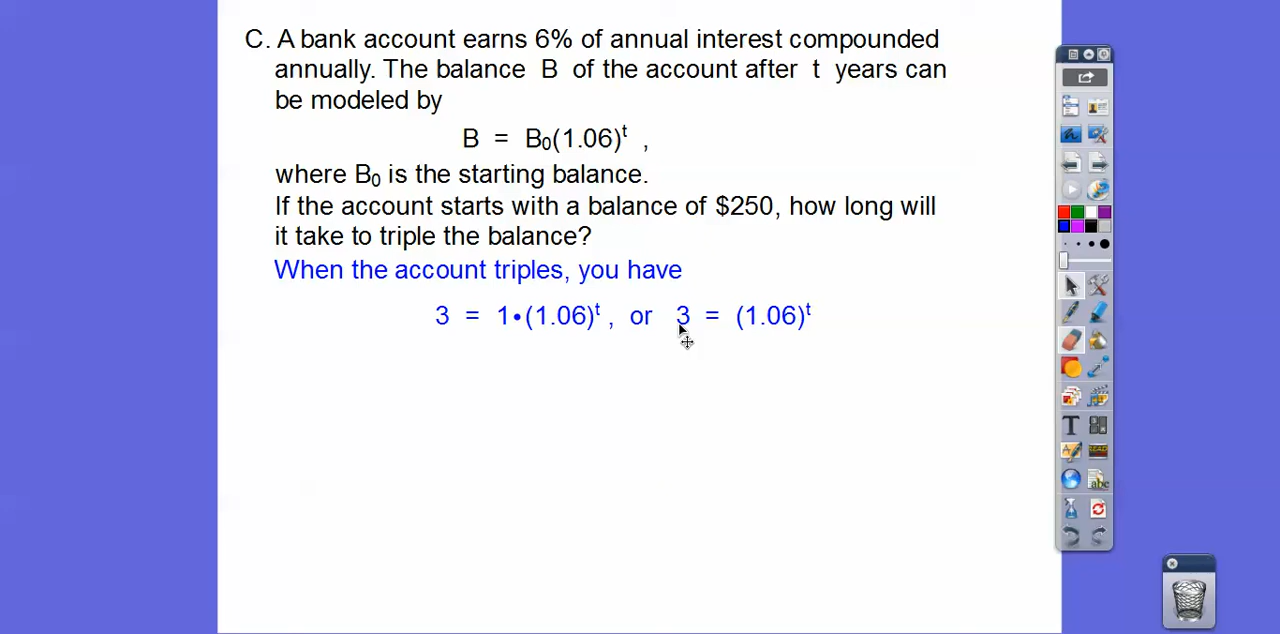 C. A bank account earns 6% of annual interest compounded
annually. The balance B of the account after t years can
be modeled by
B = B₀(1.06)ᵗ ,
where B₀ is the starting balance.
If the account starts with a balance of $250, how long will
it take to triple the balance?
When the account triples, you have
3 = 1•(1.06)ᵗ , or 3 = (1.06)ᵗ